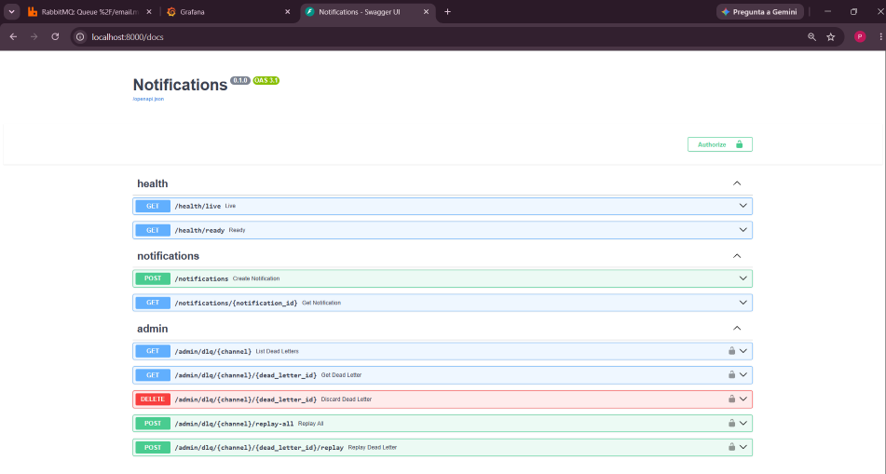 RabbitMQ: Queue %2F/email.m
Grafana
Notifications - Swagger UI
Pregunta a Gemini
localhost:8000/docs
P
Notifications 0.1.0 OAS 3.1
/openapi.json
Authorize
health
GET /health/live Live
GET /health/ready Ready
notifications
POST /notifications Create Notification
GET /notifications/{notification_id} Get Notification
admin
GET /admin/dlq/{channel} List Dead Letters
GET /admin/dlq/{channel}/{dead_letter_id} Get Dead Letter
DELETE /admin/dlq/{channel}/{dead_letter_id} Discard Dead Letter
POST /admin/dlq/{channel}/replay-all Replay All
POST /admin/dlq/{channel}/{dead_letter_id}/replay Replay Dead Letter